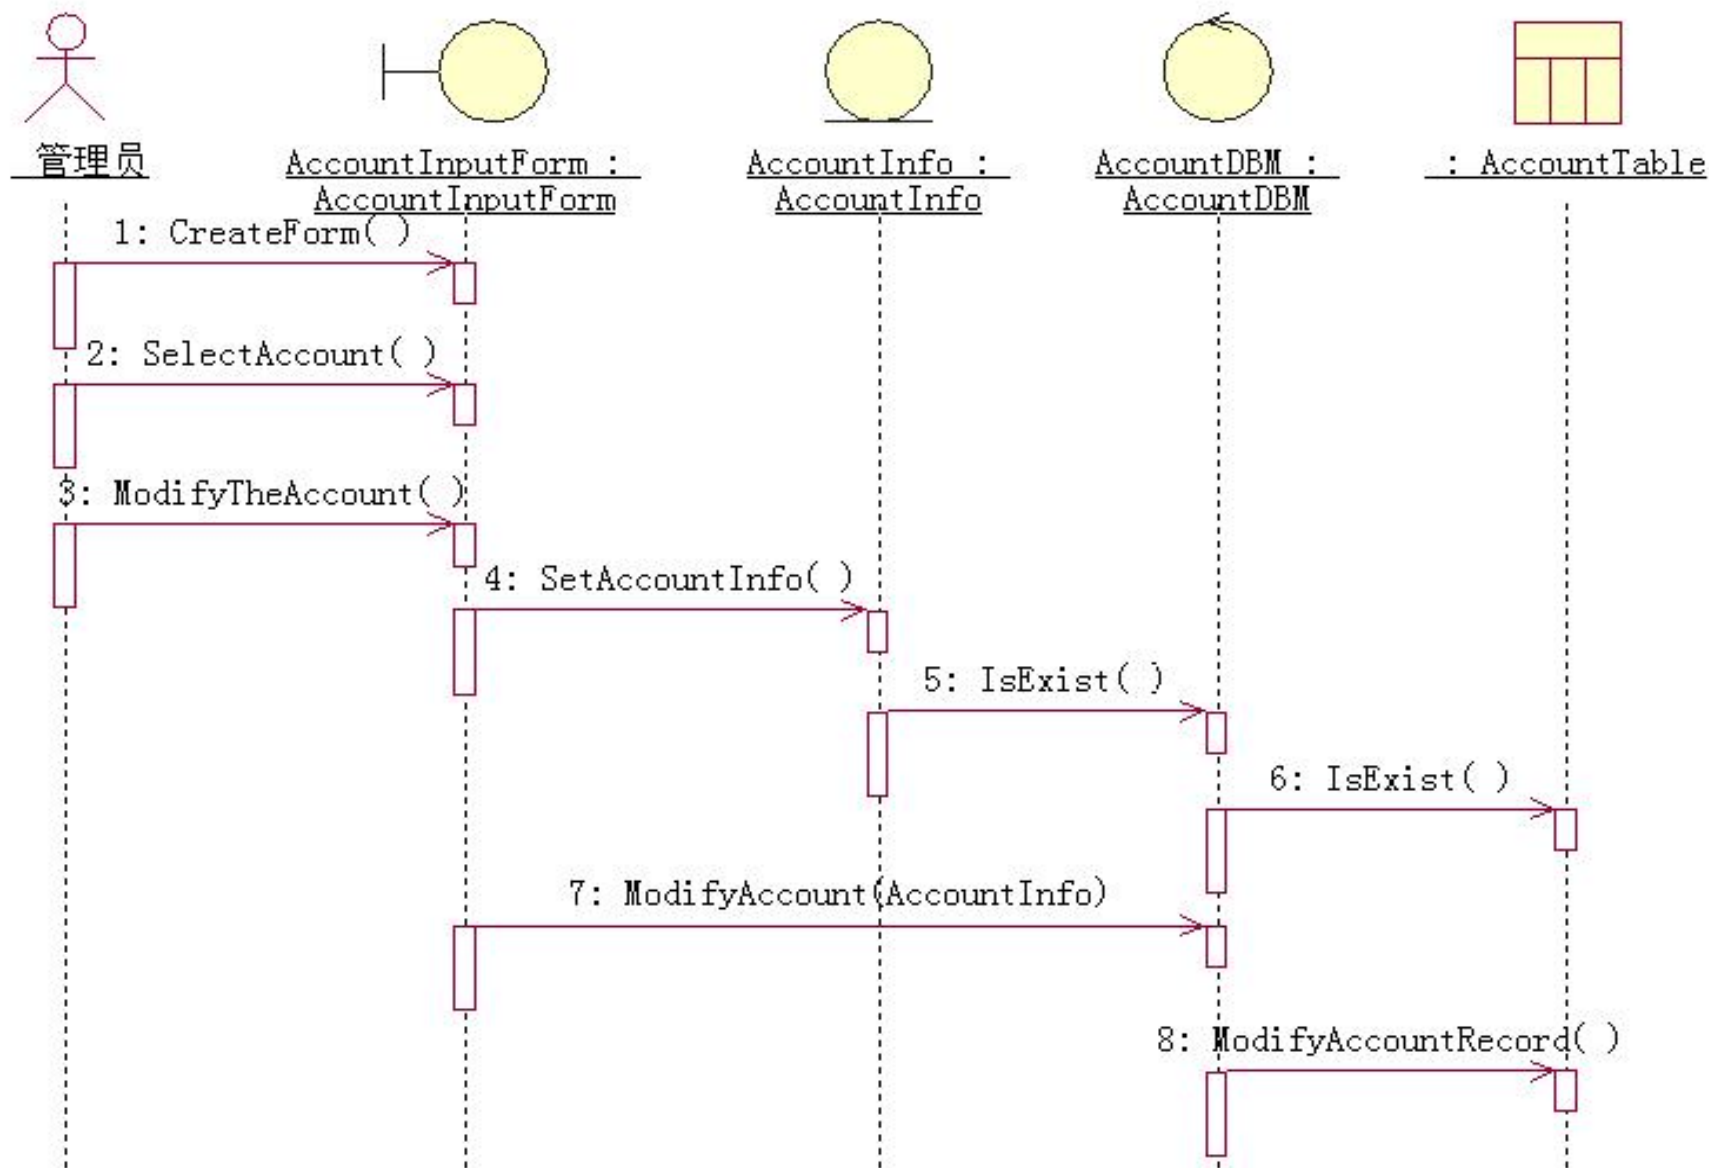 管理员
AccountInputForm :
AccountInputForm
AccountInfo :
AccountInfo
AccountDBM :
AccountDBM
: AccountTable
1: CreateForm( )
2: SelectAccount( )
3: ModifyTheAccount( )
4: SetAccountInfo( )
5: IsExist( )
6: IsExist( )
7: ModifyAccount(AccountInfo)
8: ModifyAccountRecord( )